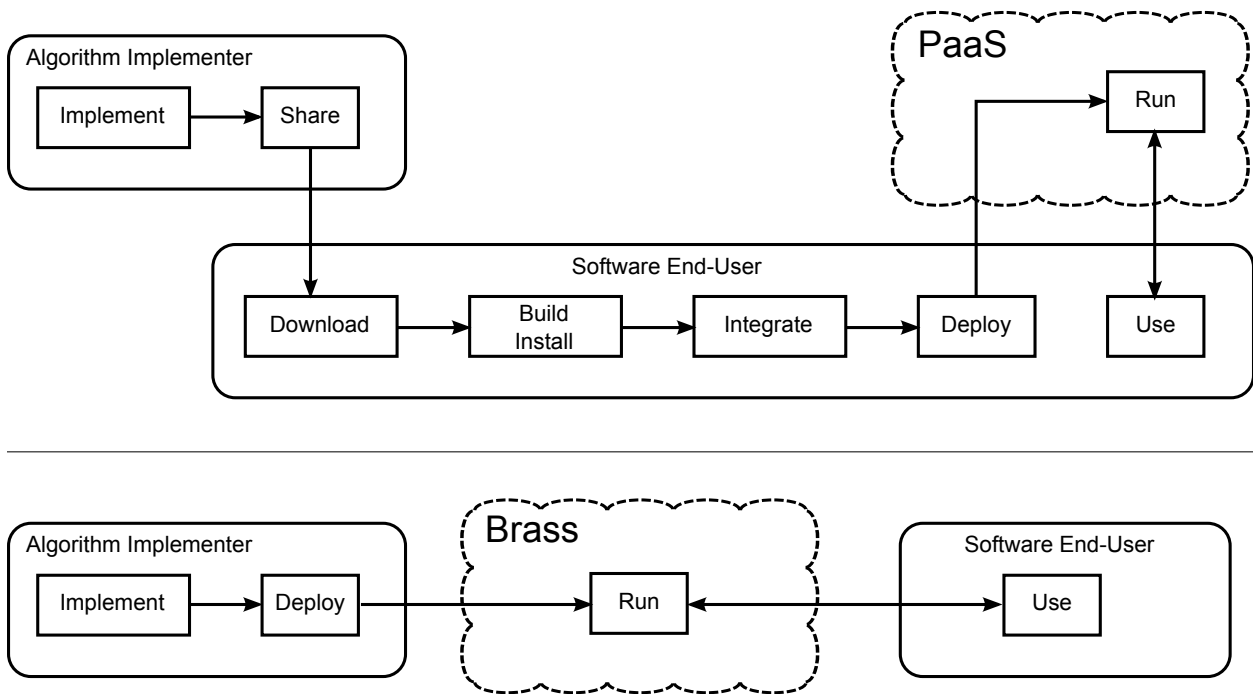 PaaS
Algorithm Implementer
Implement
Share
Run
Software End-User
Download
Build
Install
Integrate
Deploy
Use
Brass
Algorithm Implementer
Software End-User
Implement
Deploy
Run
Use